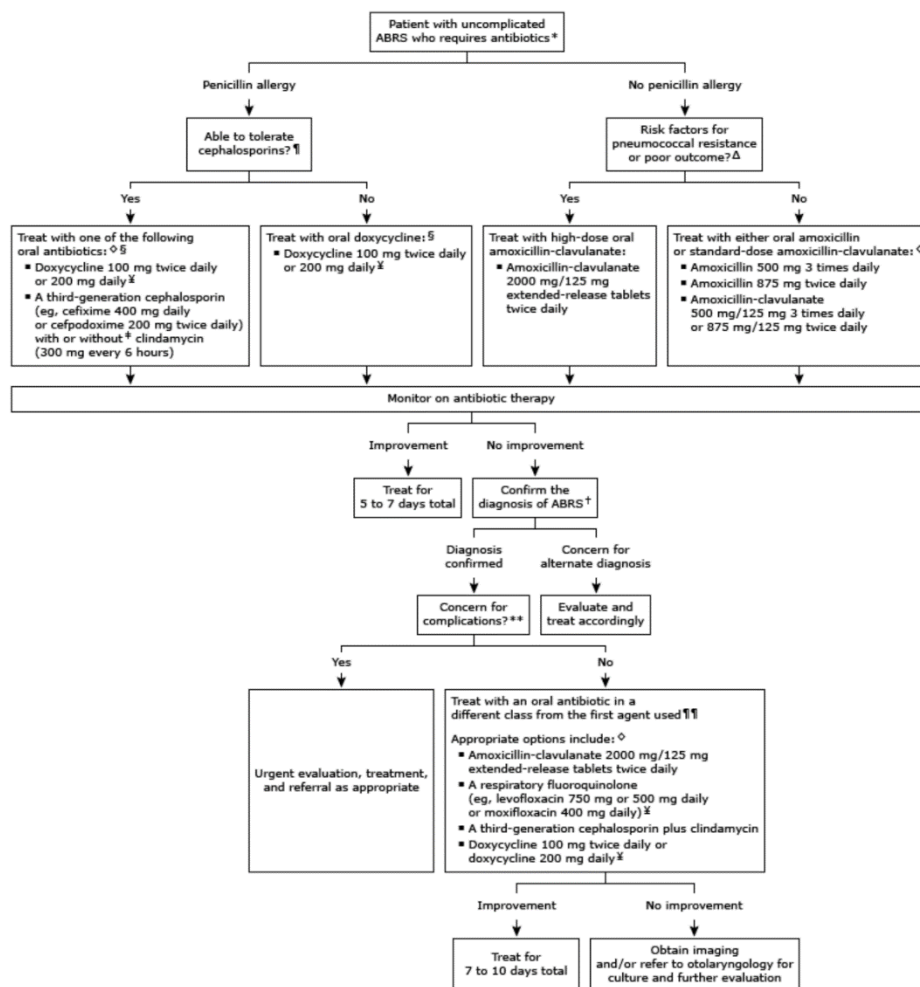 Patient with uncomplicated
ABRS who requires antibiotics*
Penicillin allergy
No penicillin allergy
Able to tolerate
cephalosporins?¶
Risk factors for
pneumococcal resistance
or poor outcome?Δ
Yes
No
Yes
No
Treat with one of the following
oral antibiotics:◊§
▪ Doxycycline 100 mg twice daily
or 200 mg daily¥
▪ A third-generation cephalosporin
(eg, cefixime 400 mg daily
or cefpodoxime 200 mg twice daily)
with or without‡ clindamycin
(300 mg every 6 hours)
Treat with oral doxycycline:§
▪ Doxycycline 100 mg twice daily
or 200 mg daily¥
Treat with high-dose oral
amoxicillin-clavulanate:
▪ Amoxicillin-clavulanate
2000 mg/125 mg
extended-release tablets
twice daily
Treat with either oral amoxicillin
or standard-dose amoxicillin-clavulanate:◊
▪ Amoxicillin 500 mg 3 times daily
▪ Amoxicillin 875 mg twice daily
▪ Amoxicillin-clavulanate
500 mg/125 mg 3 times daily
or 875 mg/125 mg twice daily
Monitor on antibiotic therapy
Improvement
No improvement
Treat for
5 to 7 days total
Confirm the
diagnosis of ABRS†
Diagnosis
confirmed
Concern for
alternate diagnosis
Concern for
complications?**
Evaluate and
treat accordingly
Yes
No
Urgent evaluation, treatment,
and referral as appropriate
Treat with an oral antibiotic in a
different class from the first agent used¶¶
Appropriate options include:◊
▪ Amoxicillin-clavulanate 2000 mg/125 mg
extended-release tablets twice daily
▪ A respiratory fluoroquinolone
(eg, levofloxacin 750 mg or 500 mg daily
or moxifloxacin 400 mg daily)¥
▪ A third-generation cephalosporin plus clindamycin
▪ Doxycycline 100 mg twice daily or
doxycycline 200 mg daily¥
Improvement
No improvement
Treat for
7 to 10 days total
Obtain imaging
and/or refer to otolaryngology for
culture and further evaluation